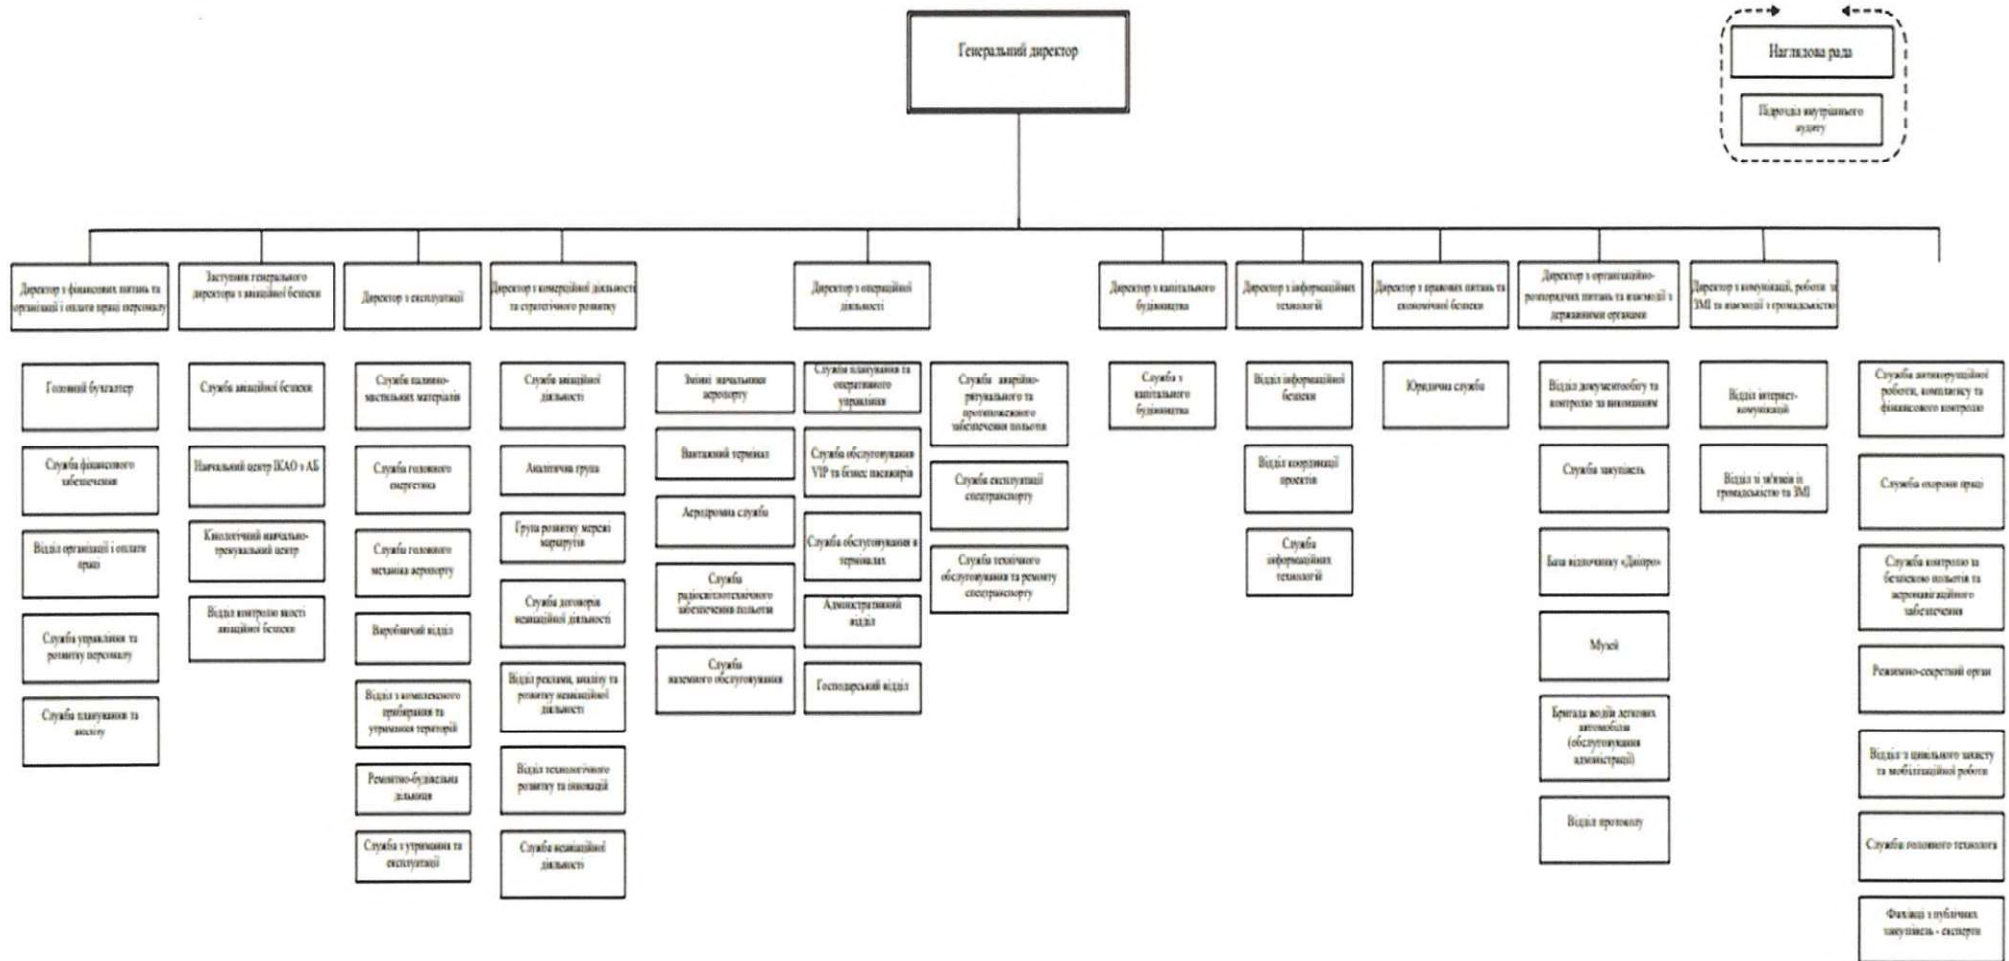 Генеральний директор
Наглядова рада
Підрозділ внутрішнього
аудиту
Директор з фінансових питань та
організації і оплати праці персоналу
Заступник генерального
директора з авіаційної безпеки
Директор з експлуатації
Директор з комерційної діяльності
та стратегічного розвитку
Директор з операційної
діяльності
Директор з капітального
будівництва
Директор з інформаційних
технологій
Директор з правових питань та
економічної безпеки
Директор з організаційно-
розпорядчих питань та взаємодії з
державними органами
Директор з комунікації, роботи зі
ЗМІ та взаємодії з громадськістю
Головний бухгалтер
Служба фінансового
забезпечення
Відділ організації і оплати
праці
Служба управління та
розвитку персоналу
Служба планування та
аналізу
Служба авіаційної безпеки
Навчальний центр ІКАО з АБ
Кінологічний навчально-
тренувальний центр
Відділ контролю якості
авіаційної безпеки
Служба паливно-
мастильних матеріалів
Служба головного
енергетика
Служба головного
механіка аеропорту
Виробничий відділ
Відділ з комплексного
прибирання та
утримання територій
Ремонтно-будівельна
дільниця
Служба з утримання та
експлуатації
Служба авіаційної
діяльності
Аналітична група
Група розвитку мережі
маршрутів
Служба договорів
неавіаційної діяльності
Відділ реклами, аналізу та
розвитку неавіаційної
діяльності
Відділ технологічного
розвитку та інновацій
Служба неавіаційної
діяльності
Змінні начальники
аеропорту
Вантажний термінал
Аеродромна служба
Служба
радіосвітлотехнічного
забезпечення польотів
Служба
наземного обслуговування
Служба планування та
оперативного
управління
Служба обслуговування
VIP та бізнес пасажирів
Служба обслуговування в
терміналах
Адміністративний
відділ
Господарський відділ
Служба аварійно-
рятувального та
протипожежного
забезпечення польотів
Служба експлуатації
спецтранспорту
Служба технічного
обслуговування та ремонту
спецтранспорту
Служба з
капітального
будівництва
Відділ інформаційної
безпеки
Відділ координації
проектів
Служба
інформаційних
технологій
Юридична служба
Відділ документообігу та
контролю за виконанням
Служба закупівель
База відпочинку «Дніпро»
Музей
Бригада водіїв легкових
автомобілів
(обслуговування
адміністрації)
Відділ протоколу
Відділ інтернет-
комунікацій
Відділ зі зв'язків із
громадськістю та ЗМІ
Служба антикорупційної
роботи, комплаєнсу та
фінансового контролю
Служба охорони праці
Служба контролю за
безпекою польотів та
аеронавігаційного
забезпечення
Режимно-секретний орган
Відділ з цивільного захисту
та мобілізаційної роботи
Служба головного технолога
Фахівці з публічних
закупівель - експерти